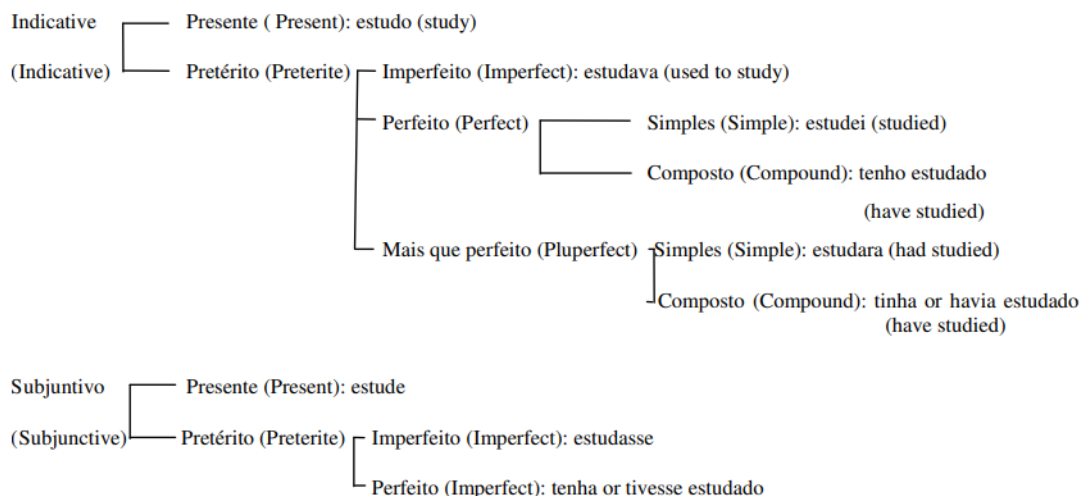 Indicative Presente ( Present): estudo (study)
(Indicative) Pretérito (Preterite) Imperfeito (Imperfect): estudava (used to study)
Perfeito (Perfect) Simples (Simple): estudei (studied)
Composto (Compound): tenho estudado
(have studied)
Mais que perfeito (Pluperfect) Simples (Simple): estudara (had studied)
Composto (Compound): tinha or havia estudado
(have studied)
Subjuntivo Presente (Present): estude
(Subjunctive) Pretérito (Preterite) Imperfeito (Imperfect): estudasse
Perfeito (Imperfect): tenha or tivesse estudado